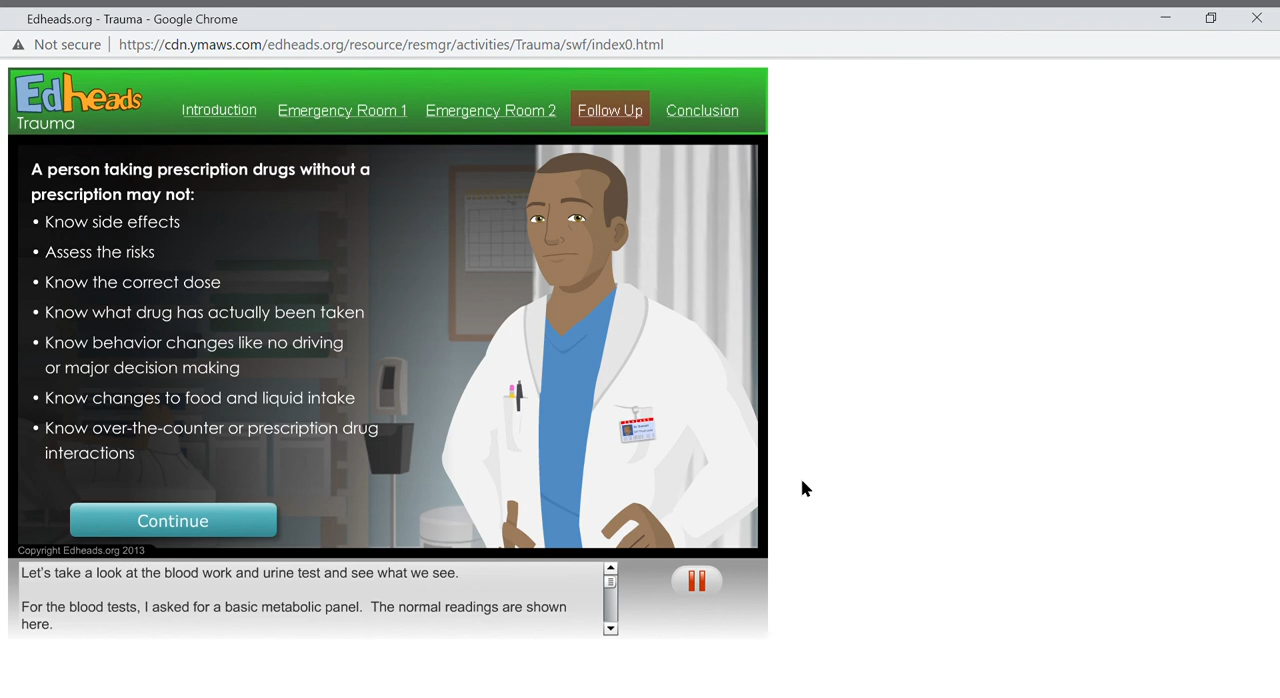 Edheads.org - Trauma - Google Chrome
Not secure | https://cdn.ymaws.com/edheads.org/resource/resmgr/activities/Trauma/swf/index0.html
Edheads
Trauma
Introduction Emergency Room 1 Emergency Room 2 Follow Up Conclusion
A person taking prescription drugs without a
prescription may not:
• Know side effects
• Assess the risks
• Know the correct dose
• Know what drug has actually been taken
• Know behavior changes like no driving
or major decision making
• Know changes to food and liquid intake
• Know over-the-counter or prescription drug
interactions
Continue
Copyright Edheads.org 2013
Let's take a look at the blood work and urine test and see what we see.
For the blood tests, I asked for a basic metabolic panel. The normal readings are shown
here.